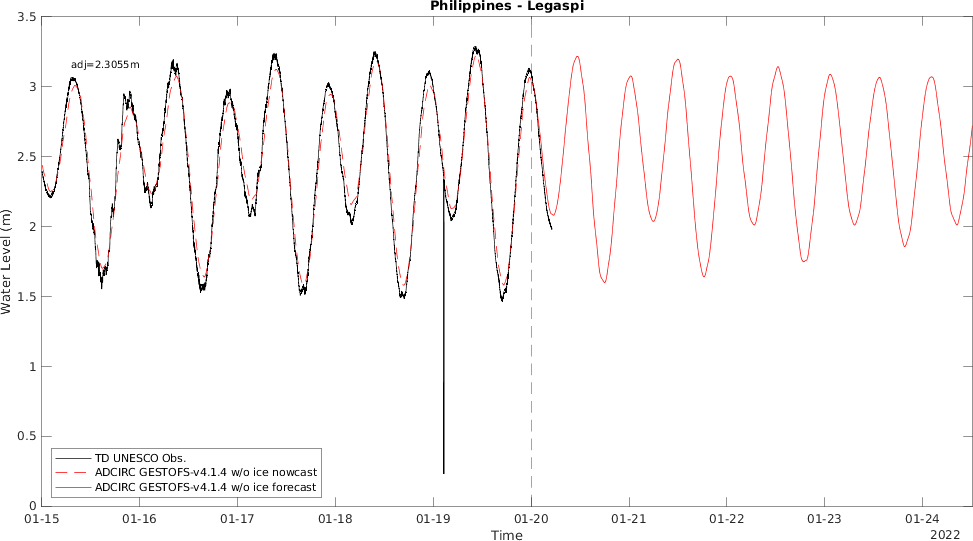 Philippines - Legaspi
3.5
adj=2.3055m
3
2.5
2
1.5
1
0.5
0
Water Level (m)
TD UNESCO Obs.
ADCIRC GESTOFS-v4.1.4 w/o ice nowcast
ADCIRC GESTOFS-v4.1.4 w/o ice forecast
01-15 01-16 01-17 01-18 01-19 01-20 01-21 01-22 01-23 01-24
Time
2022